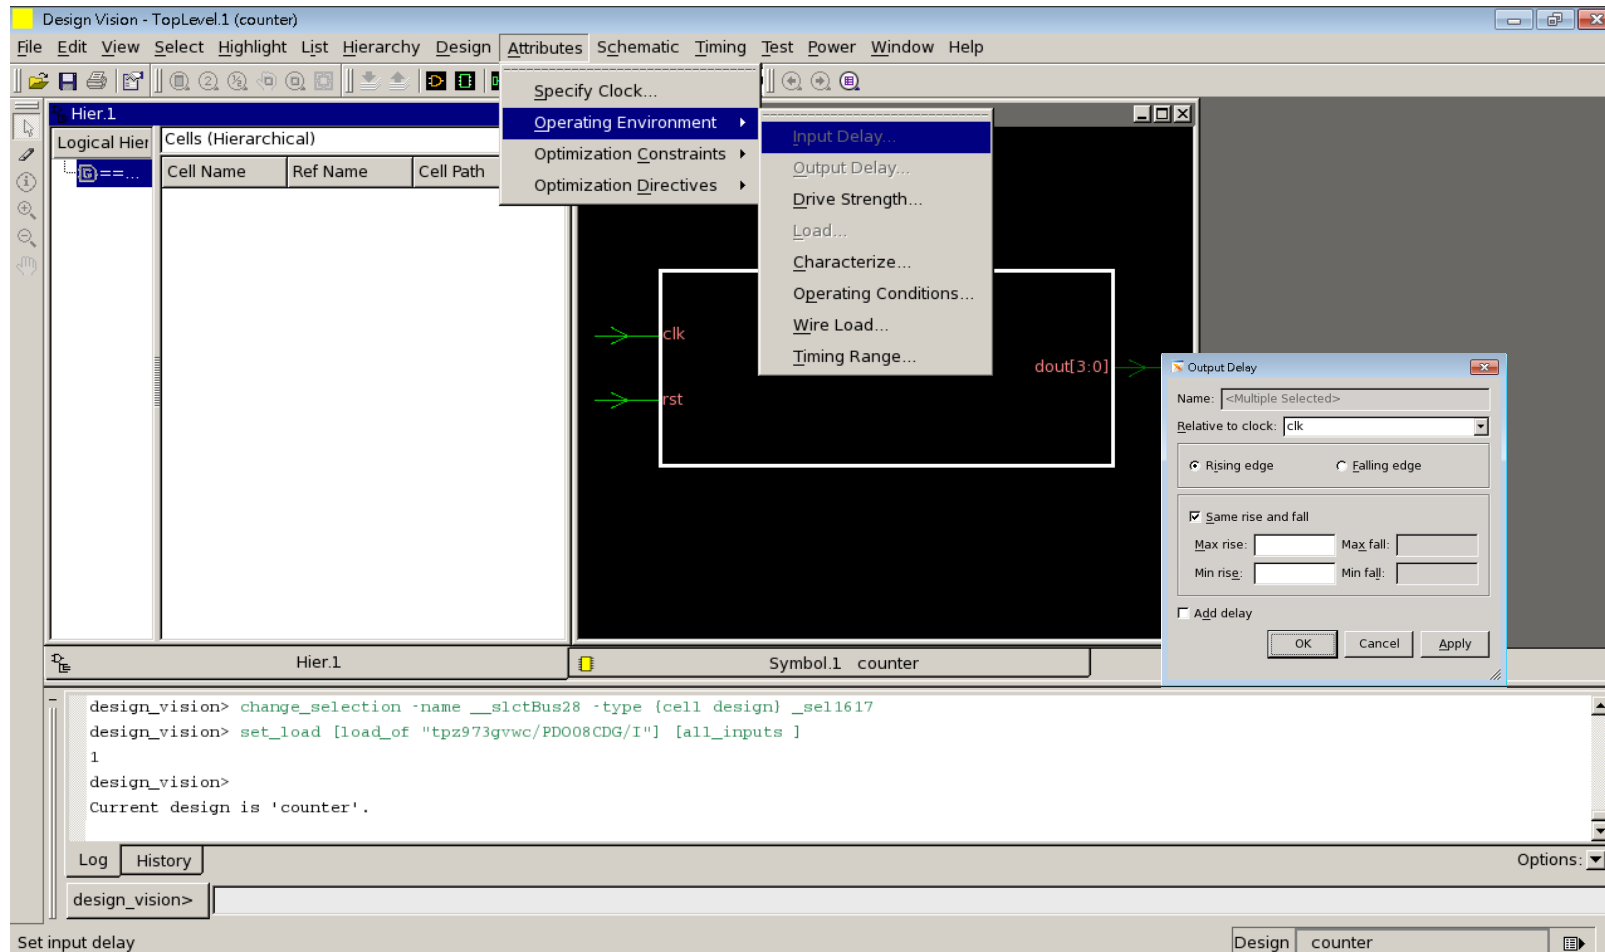 Design Vision - TopLevel.1 (counter)
File Edit View Select Highlight List Hierarchy Design Attributes Schematic Timing Test Power Window Help
Specify Clock...
Operating Environment
Optimization Constraints
Optimization Directives
Input Delay...
Output Delay...
Drive Strength...
Load...
Characterize...
Operating Conditions...
Wire Load...
Timing Range...
Hier.1
Logical Hier
Cells (Hierarchical)
Cell Name Ref Name Cell Path
==...
clk
rst
dout[3:0]
Output Delay
Name: <Multiple Selected>
Relative to clock: clk
Rising edge Falling edge
Same rise and fall
Max rise: Max fall:
Min rise: Min fall:
Add delay
OK Cancel Apply
Hier.1
Symbol.1 counter
design_vision> change_selection -name __slctBus28 -type {cell design} _sel1617
design_vision> set_load [load_of "tpz973gvwc/PDO08CDG/I"] [all_inputs ]
1
design_vision>
Current design is 'counter'.
Log History
Options:
design_vision>
Set input delay
Design counter